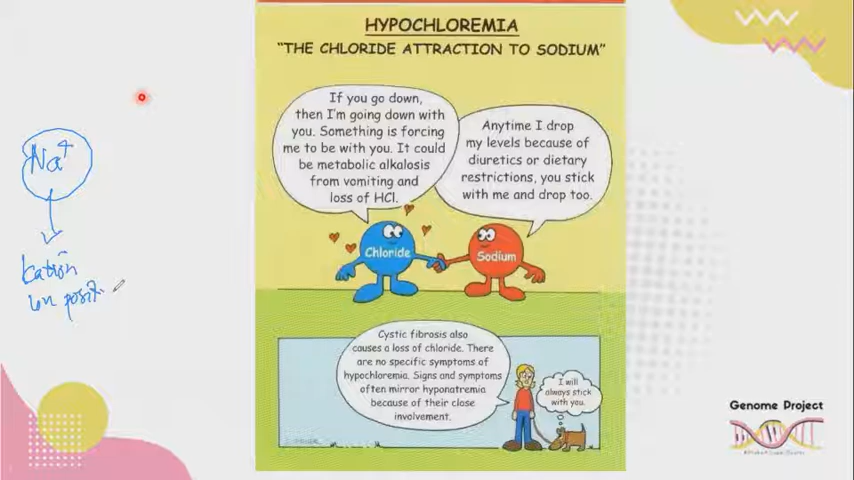 HYPOCHLOREMIA
"THE CHLORIDE ATTRACTION TO SODIUM"
If you go down,
then I'm going down with
you. Something is forcing
me to be with you. It could
be metabolic alkalosis
from vomiting and
loss of HCl.
Anytime I drop
my levels because of
diuretics or dietary
restrictions, you stick
with me and drop too.
Chloride
Sodium
Na+
kation
ion positi
Cystic fibrosis also
causes a loss of chloride. There
are no specific symptoms of
hypochloremia. Signs and symptoms
often mirror hyponatremia
because of their close
involvement.
I will
always stick
with you.
Genome Project